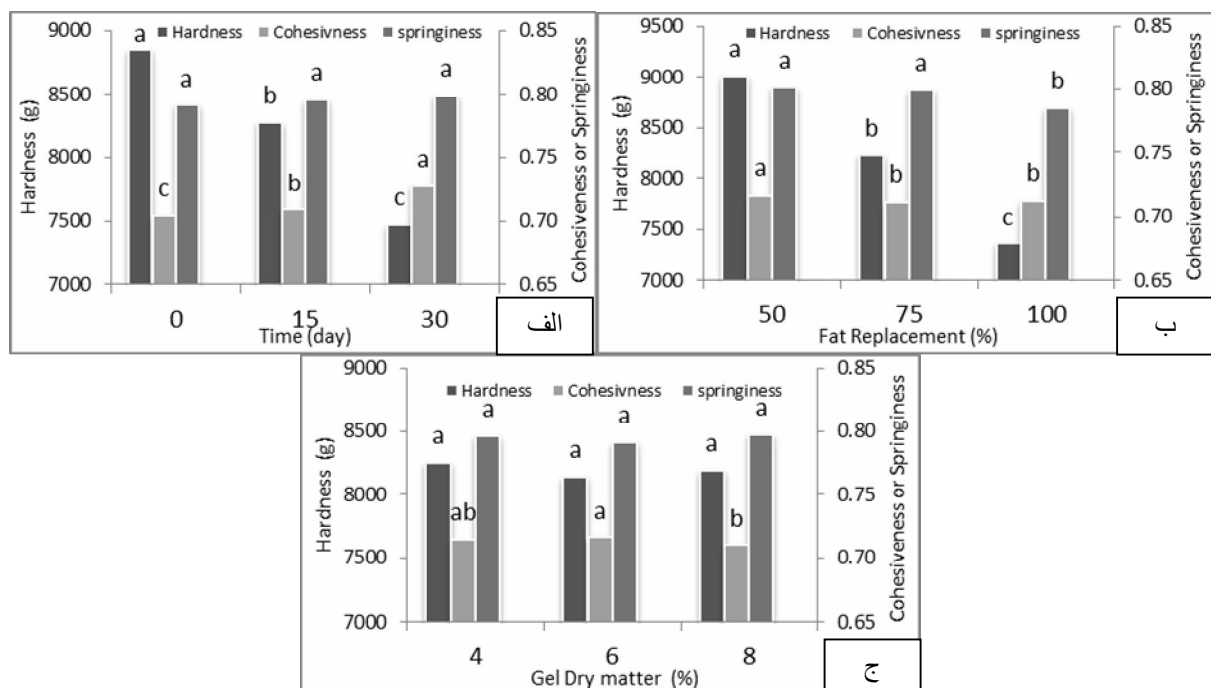 9000
8500
8000
7500
7000
Hardness (g)
Hardness Cohesivness springiness
a a
b a
a
c b a
c
0.85
0.80
0.75
0.70
0.65
Cohesiveness or Springiness
0 15 30
Time (day)
الف
9500
9000
8500
8000
7500
7000
Hardness (g)
Hardness Cohesivness springiness
a a a
b
b
a
b b
c
0.85
0.80
0.75
0.70
0.65
Cohesiveness or Springiness
50 75 100
Fat Replacement (%)
ب
9000
8500
8000
7500
7000
Hardness (g)
Hardness Cohesivness springiness
a a a
a a a
ab a b
0.85
0.80
0.75
0.70
0.65
Cohesiveness or Springiness
4 6 8
Gel Dry matter (%)
ج